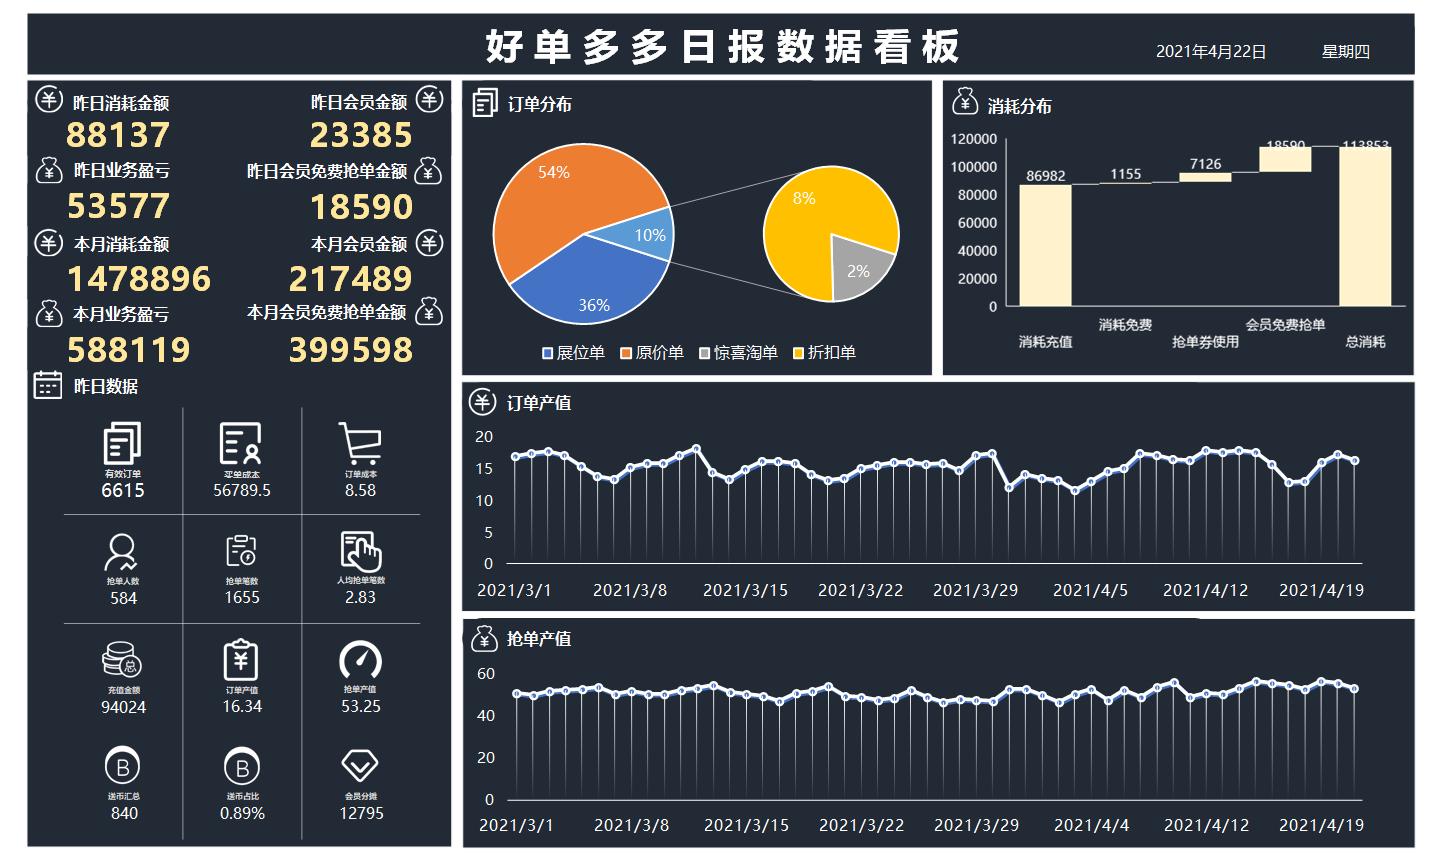 好单多多日报数据看板
2021年4月22日 星期四
昨日消耗金额 昨日会员金额
88137 23385
昨日业务盈亏 昨日会员免费抢单金额
53577 18590
本月消耗金额 本月会员金额
1478896 217489
本月业务盈亏 本月会员免费抢单金额
588119 399598
昨日数据
有效订单 买单成本 订单成本
6615 56789.5 8.58
抢单人数 抢单笔数 人均抢单笔数
584 1655 2.83
总
充值金额 订单产值 抢单产值
94024 16.34 53.25
B B
送币汇总 送币占比 会员分摊
840 0.89% 12795
订单分布
54%
10%
36%
8%
2%
展位单 原价单 惊喜淘单 折扣单
消耗分布
120000
100000
80000
60000
40000
20000
0
86982 1155 7126 18590 113853
消耗充值 消耗免费 抢单券使用 会员免费抢单 总消耗
订单产值
20
15
10
5
0
2021/3/1 2021/3/8 2021/3/15 2021/3/22 2021/3/29 2021/4/5 2021/4/12 2021/4/19
抢单产值
60
40
20
0
2021/3/1 2021/3/8 2021/3/15 2021/3/22 2021/3/29 2021/4/4 2021/4/12 2021/4/19